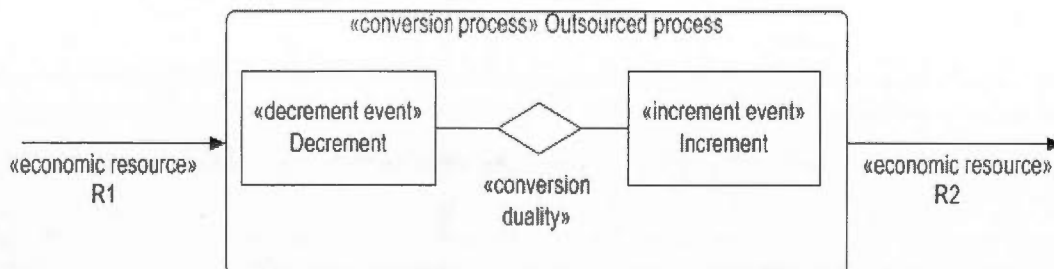 «conversion process» Outsourced process
«decrement event»
Decrement
«increment event»
Increment
«economic resource»
R1
«conversion
duality»
«economic resource»
R2